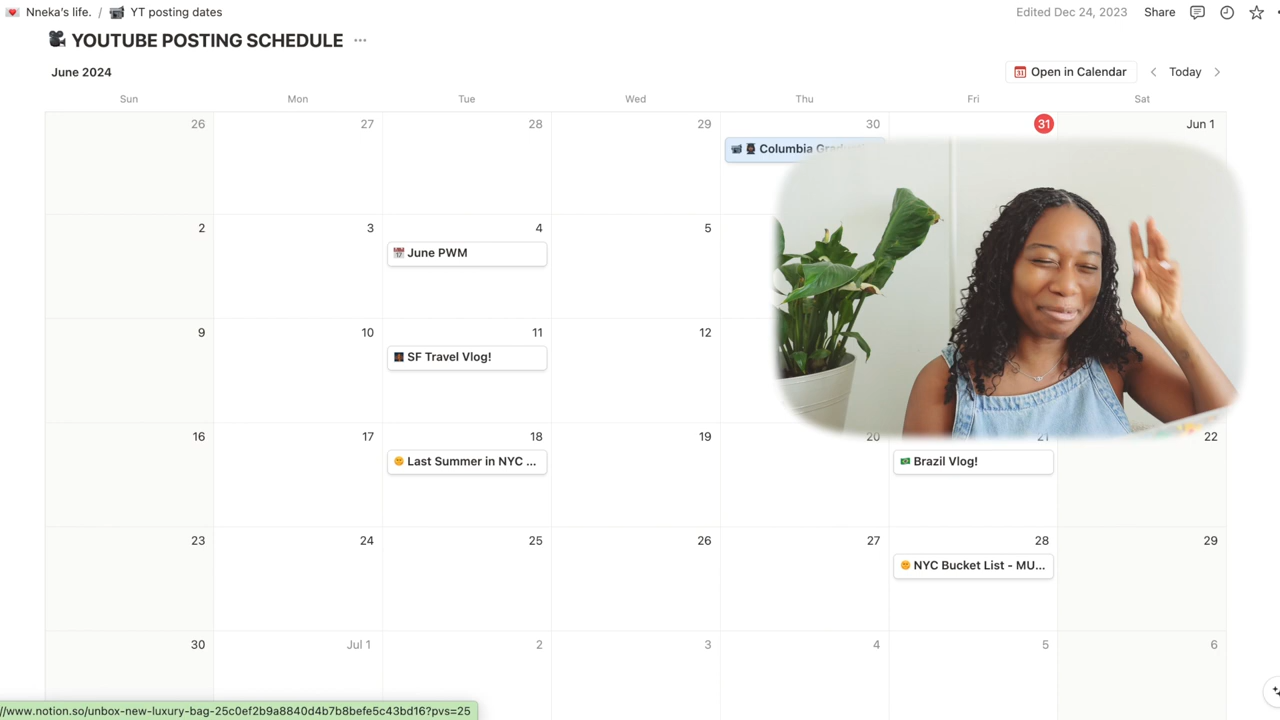 Nneka's life. / YT posting dates
Edited Dec 24, 2023 Share
YOUTUBE POSTING SCHEDULE ...
June 2024
Open in Calendar Today
Sun Mon Tue Wed Thu Fri Sat
26 27 28 29 30 31 Jun 1
Columbia
2 3 4 5
June PWM
9 10 11 12
SF Travel Vlog!
16 17 18 19 20 21 22
Last Summer in NYC ...
Brazil Vlog!
23 24 25 26 27 28 29
NYC Bucket List - MU...
30 Jul 1 2 3 4 5 6
//www.notion.so/unbox-new-luxury-bag-25c0ef2b9a8840d4b7b8befe5c43bd16?pvs=25